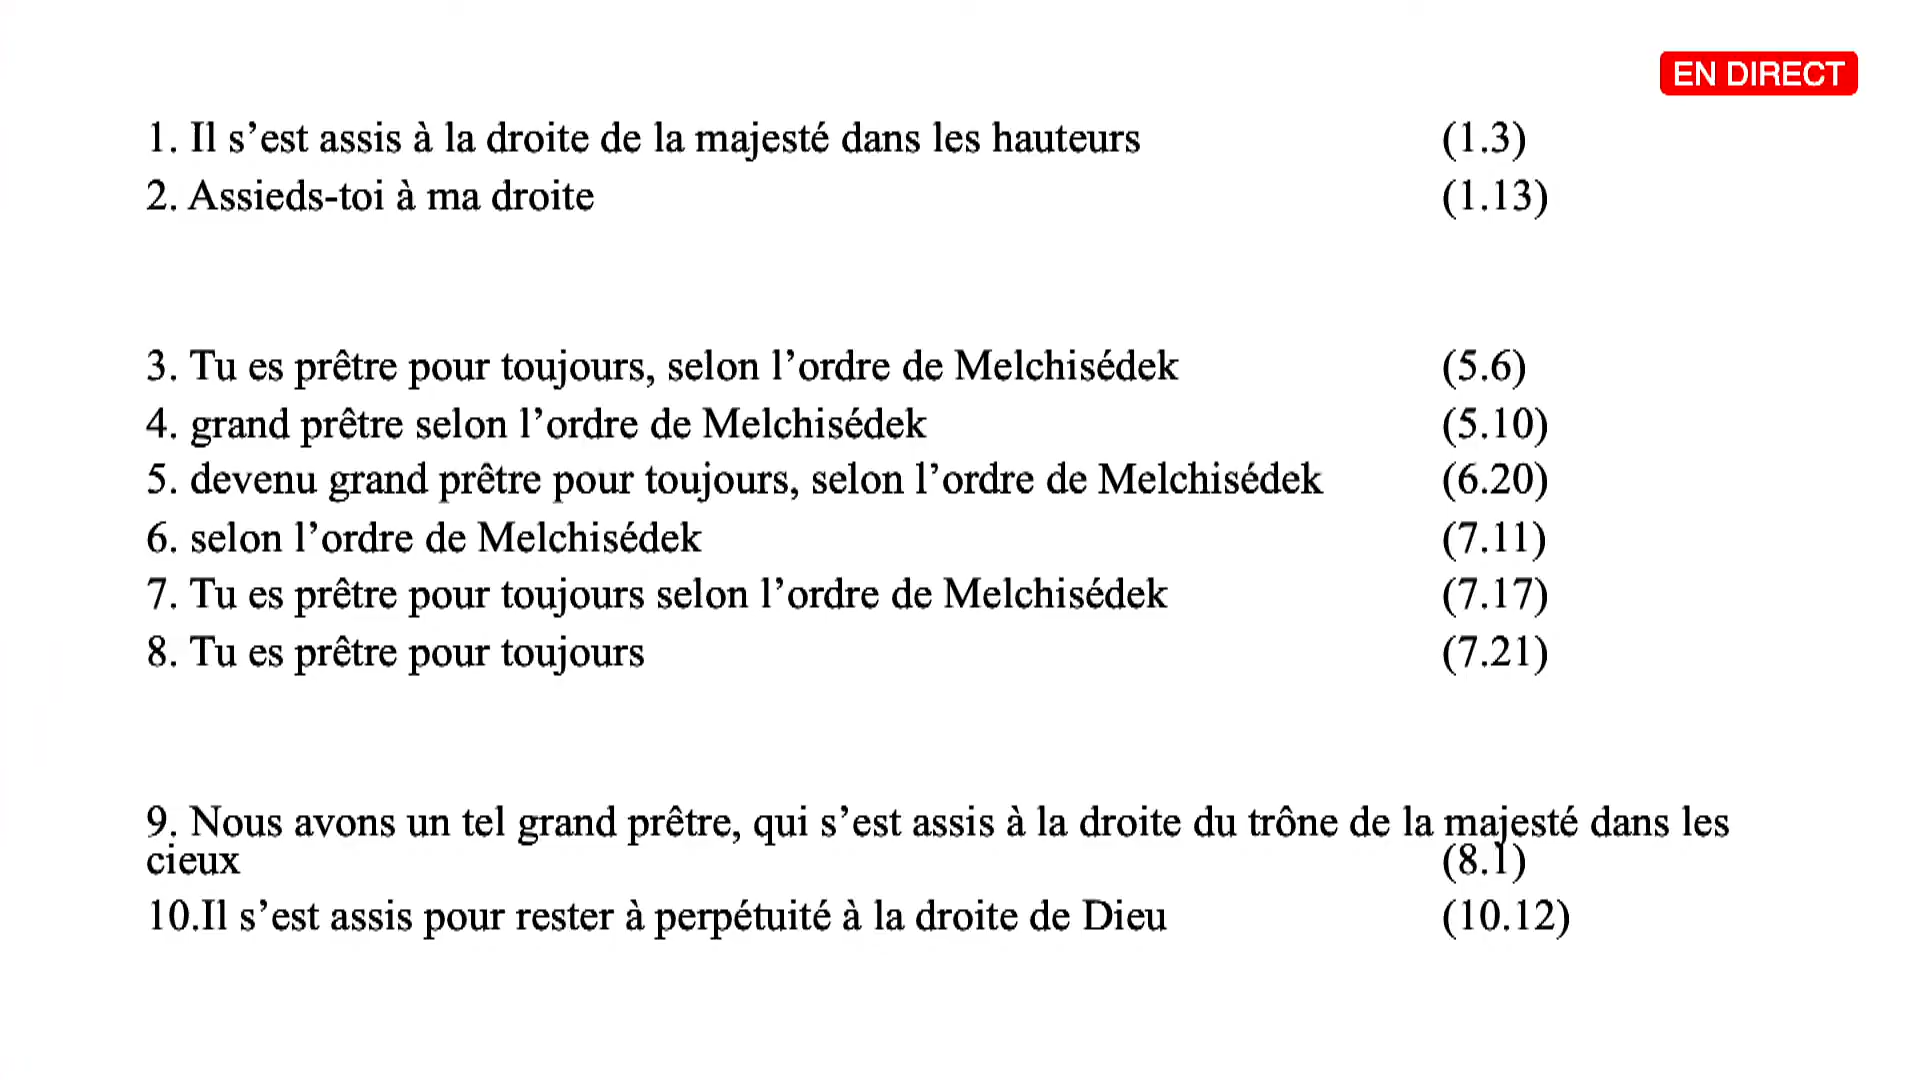 EN DIRECT
1. Il s’est assis à la droite de la majesté dans les hauteurs (1.3)
2. Assieds-toi à ma droite (1.13)
3. Tu es prêtre pour toujours, selon l’ordre de Melchisédek (5.6)
4. grand prêtre selon l’ordre de Melchisédek (5.10)
5. devenu grand prêtre pour toujours, selon l’ordre de Melchisédek (6.20)
6. selon l’ordre de Melchisédek (7.11)
7. Tu es prêtre pour toujours selon l’ordre de Melchisédek (7.17)
8. Tu es prêtre pour toujours (7.21)
9. Nous avons un tel grand prêtre, qui s’est assis à la droite du trône de la majesté dans les
cieux (8.1)
10.Il s’est assis pour rester à perpétuité à la droite de Dieu (10.12)